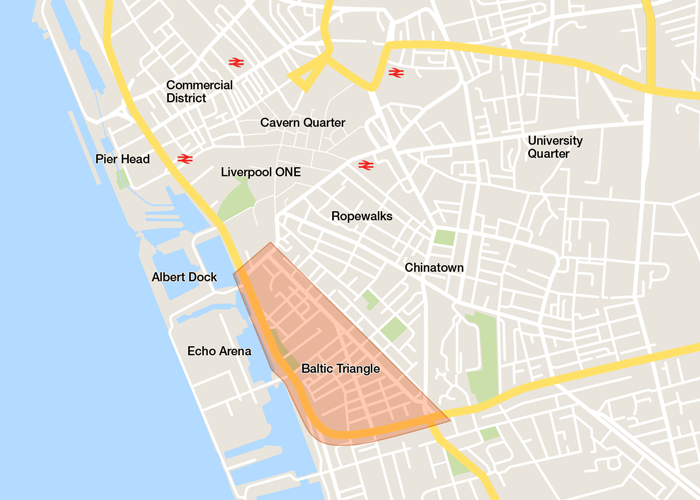 Commercial
District
Cavern Quarter
University
Quarter
Pier Head
Liverpool ONE
Ropewalks
Chinatown
Albert Dock
Echo Arena
Baltic Triangle